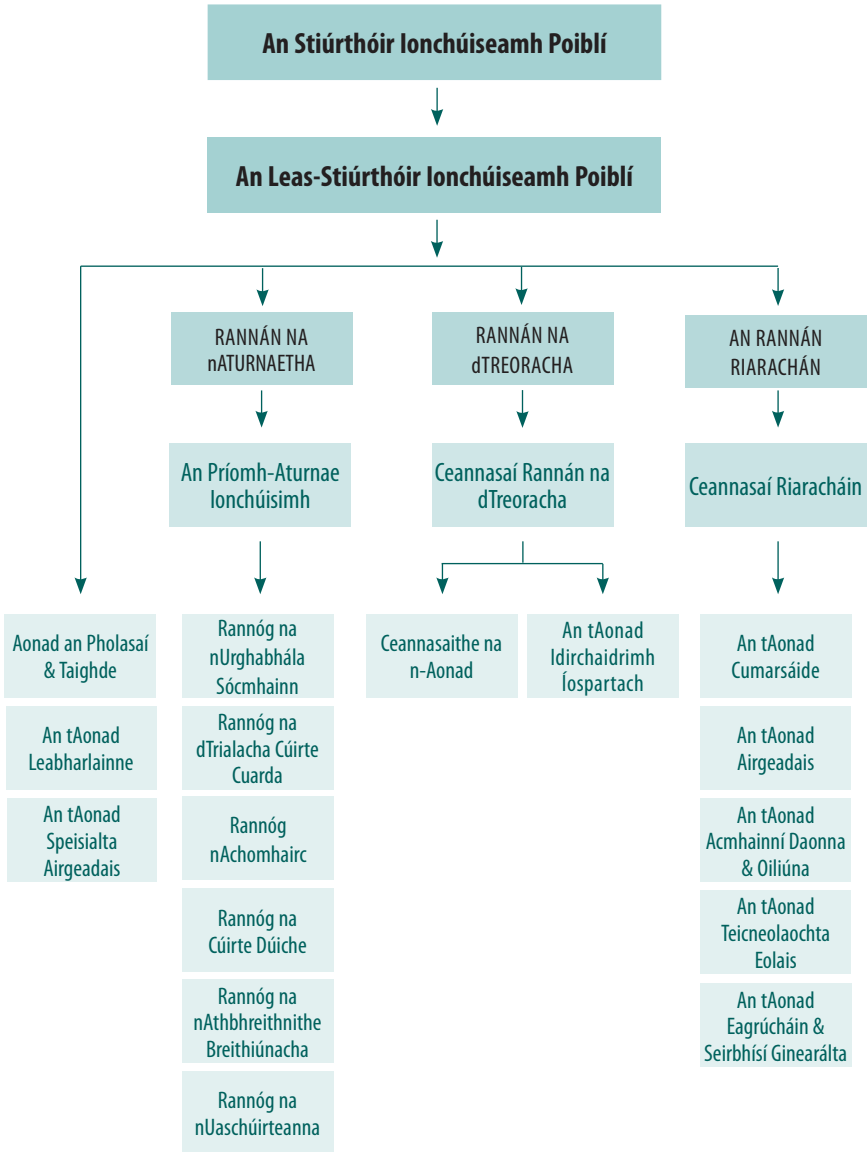 An Stiúrthóir Ionchúiseamh Poiblí
An Leas-Stiúrthóir Ionchúiseamh Poiblí
RANNÁN NA
nATURNAETHA
RANNÁN NA
dTREORACHA
AN RANNÁN
RIARACHÁN
An Príomh-Aturnae
Ionchúisimh
Ceannasaí Rannán na
dTreoracha
Ceannasaí Riaracháin
Aonad an Pholasaí
& Taighde
An tAonad
Leabharlainne
An tAonad
Speisialta
Airgeadais
Rannóg na
nUrghabhála
Sócmhainn
Rannóg na
dTrialacha Cúirte
Cuarda
Rannóg
nAchomhairc
Rannóg na
Cúirte Dúiche
Rannóg na
nAthbhreithnithe
Breithiúnacha
Rannóg na
nUaschúirteanna
Ceannasaithe na
n-Aonad
An tAonad
Idirchaidrimh
Íospartach
An tAonad
Cumarsáide
An tAonad
Airgeadais
An tAonad
Acmhainní Daonna
& Oiliúna
An tAonad
Teicneolaochta
Eolais
An tAonad
Eagrúcháin &
Seirbhísí Ginearálta